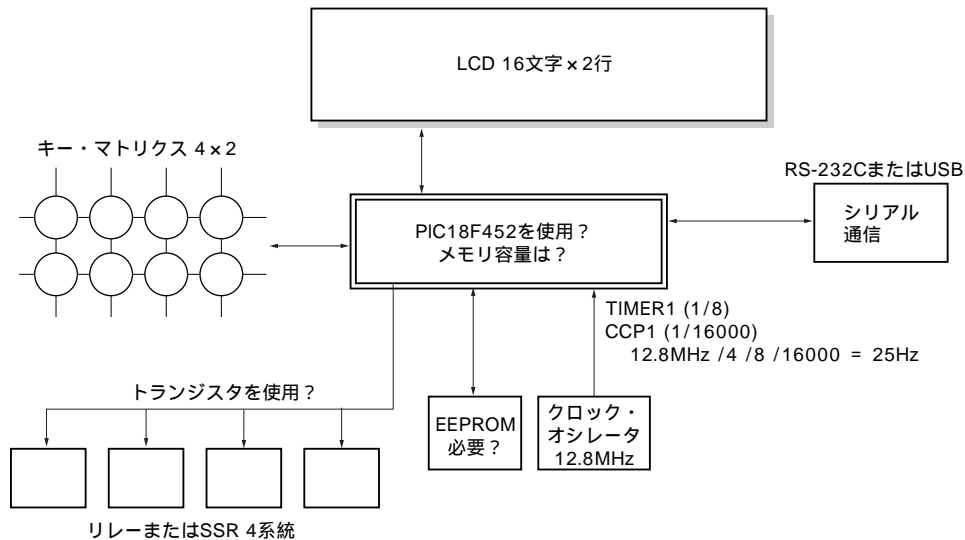 LCD 16文字×2行
キー・マトリクス 4×2
RS-232CまたはUSB
PIC18F452を使用？
メモリ容量は？
シリアル
通信
TIMER1 (1/8)
CCP1 (1/16000)
12.8MHz /4 /8 /16000 = 25Hz
トランジスタを使用？
EEPROM
必要？
クロック・
オシレータ
12.8MHz
リレーまたはSSR 4系統